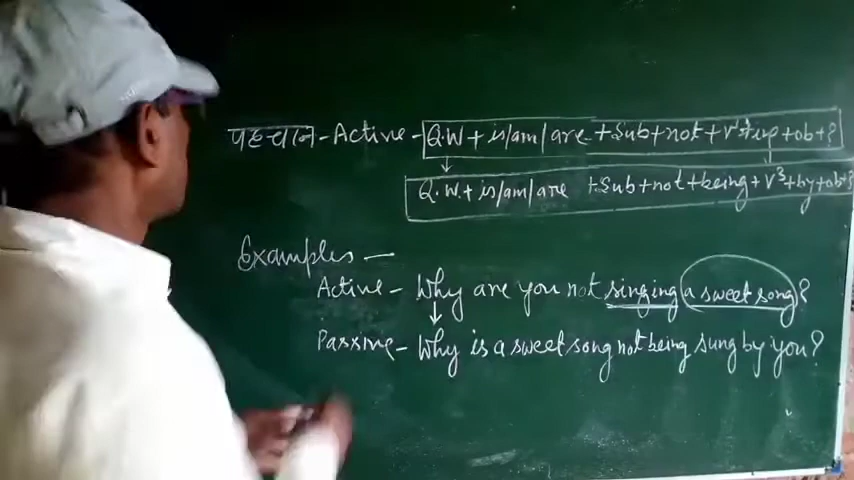 पहचान - Active - Q.W + is/am/are + Sub + not + V¹ + ing + ob + ?
Q.W. + is/am/are + Sub + not + being + V³ + by + ob + ?
Examples -
Active - Why are you not singing a sweet song?
Passive - Why is a sweet song not being sung by you?